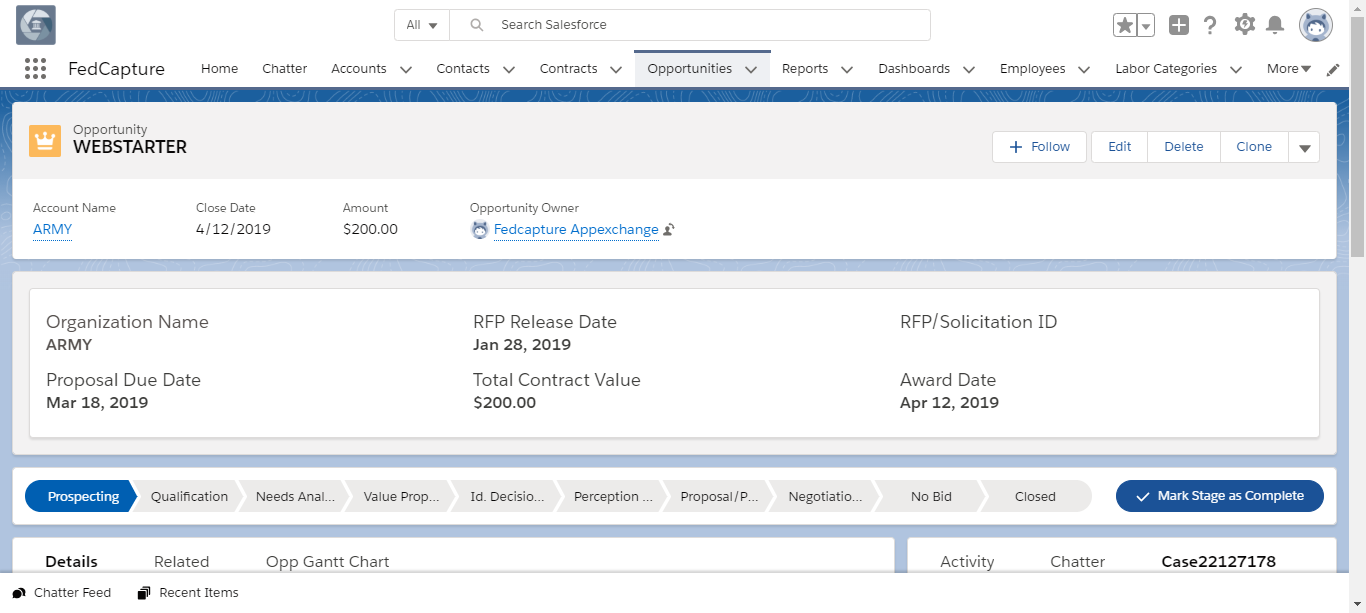 All Search Salesforce
FedCapture Home Chatter Accounts Contacts Contracts Opportunities Reports Dashboards Employees Labor Categories More
Opportunity
WEBSTARTER
Follow Edit Delete Clone
Account Name Close Date Amount Opportunity Owner
ARMY 4/12/2019 $200.00 Fedcapture Appexchange
Organization Name RFP Release Date RFP/Solicitation ID
ARMY Jan 28, 2019
Proposal Due Date Total Contract Value Award Date
Mar 18, 2019 $200.00 Apr 12, 2019
Prospecting Qualification Needs Anal... Value Prop... Id. Decisio... Perception ... Proposal/P... Negotiatio... No Bid Closed Mark Stage as Complete
Details Related Opp Gantt Chart Activity Chatter Case22127178
Chatter Feed Recent Items